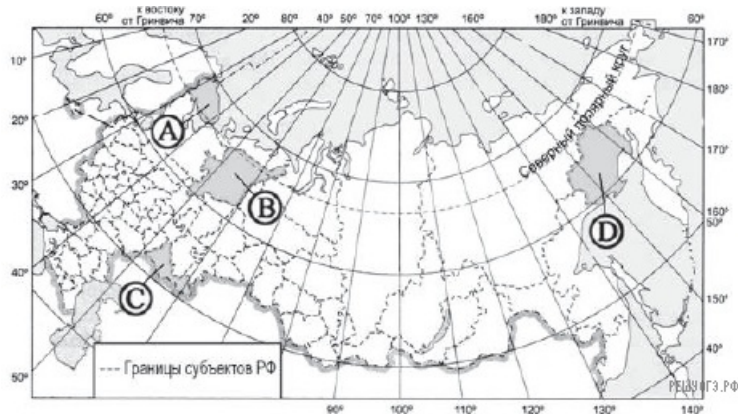 к востоку от Гринвича
к западу от Гринвича
60° 70° 20° 80° 40° 50° 70° 100° 130° 160° 180° 60°
10°
170°
20°
180°
30°
170°
40°
160°
50°
50°
150°
40°
Северный полярный круг
A
B
C
D
---- Границы субъектов РФ
90° 100° 110° 120° 130° 140°
РЕШУОГЭ.РФ